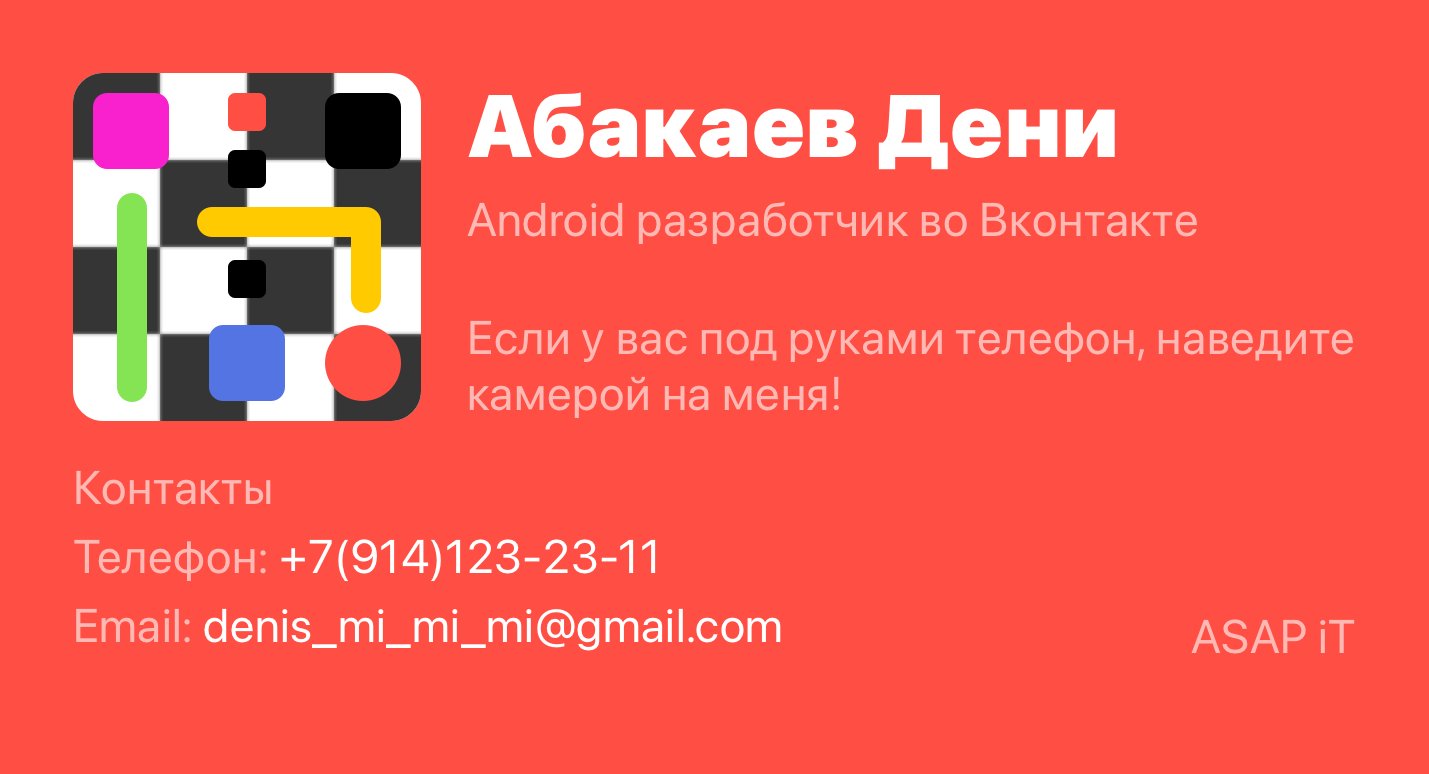 Абакаев Дени
Android разработчик во Вконтакте
Если у вас под руками телефон, наведите
камерой на меня!
Контакты
Телефон: +7(914)123-23-11
Email: denis_mi_mi_mi@gmail.com
ASAP iT